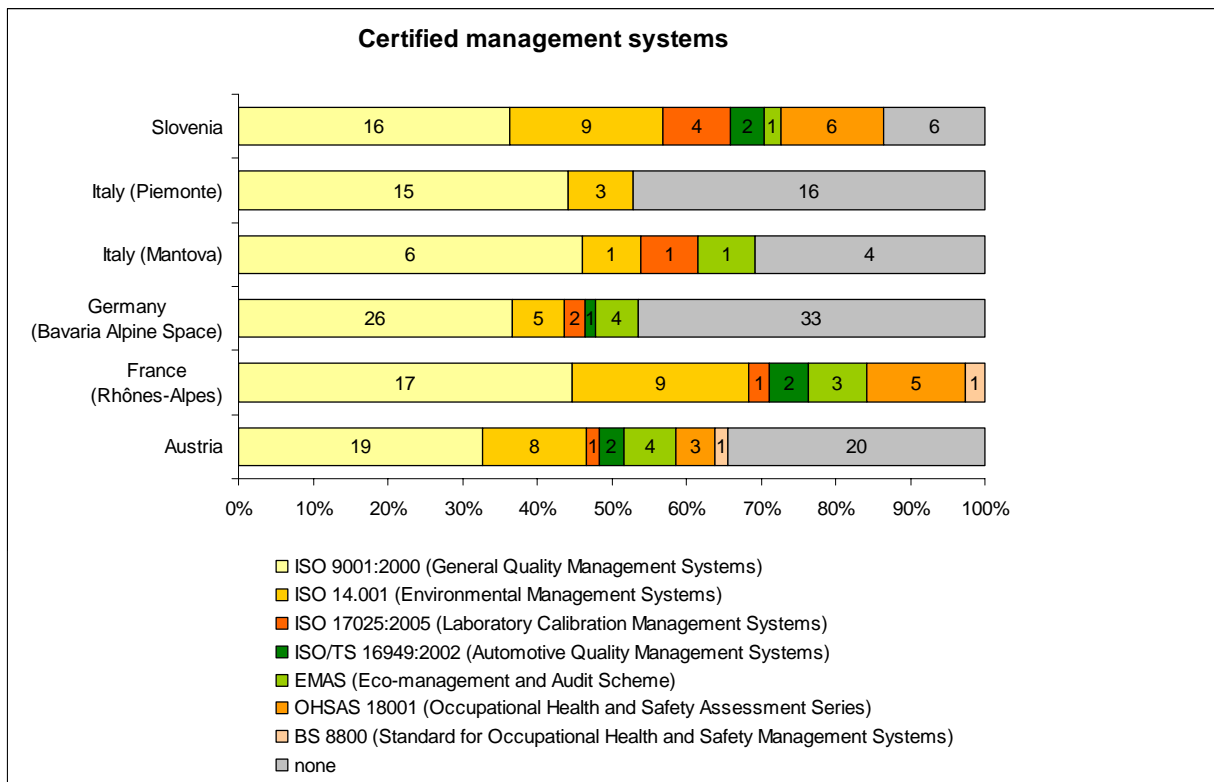 Certified management systems
Slovenia 16 9 4 2 1 6 6
Italy (Piemonte) 15 3 16
Italy (Mantova) 6 1 1 1 4
Germany
(Bavaria Alpine Space) 26 5 2 1 4 33
France
(Rhônes-Alpes) 17 9 1 2 3 5 1
Austria 19 8 1 2 4 3 1 20
0% 10% 20% 30% 40% 50% 60% 70% 80% 90% 100%
ISO 9001:2000 (General Quality Management Systems)
ISO 14.001 (Environmental Management Systems)
ISO 17025:2005 (Laboratory Calibration Management Systems)
ISO/TS 16949:2002 (Automotive Quality Management Systems)
EMAS (Eco-management and Audit Scheme)
OHSAS 18001 (Occupational Health and Safety Assessment Series)
BS 8800 (Standard for Occupational Health and Safety Management Systems)
none